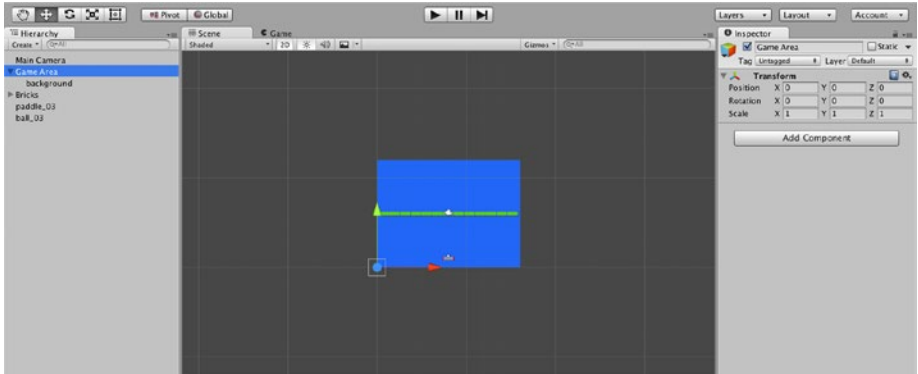 Pivot Global Layers Layout Account
Hierarchy
Create All
Main Camera
Game Area
background
Bricks
paddle_03
ball_03
Scene Game
Shaded 2D Gizmos All
Inspector
Game Area Static
Tag Untagged Layer Default
Transform
Position X 0 Y 0 Z 0
Rotation X 0 Y 0 Z 0
Scale X 1 Y 1 Z 1
Add Component